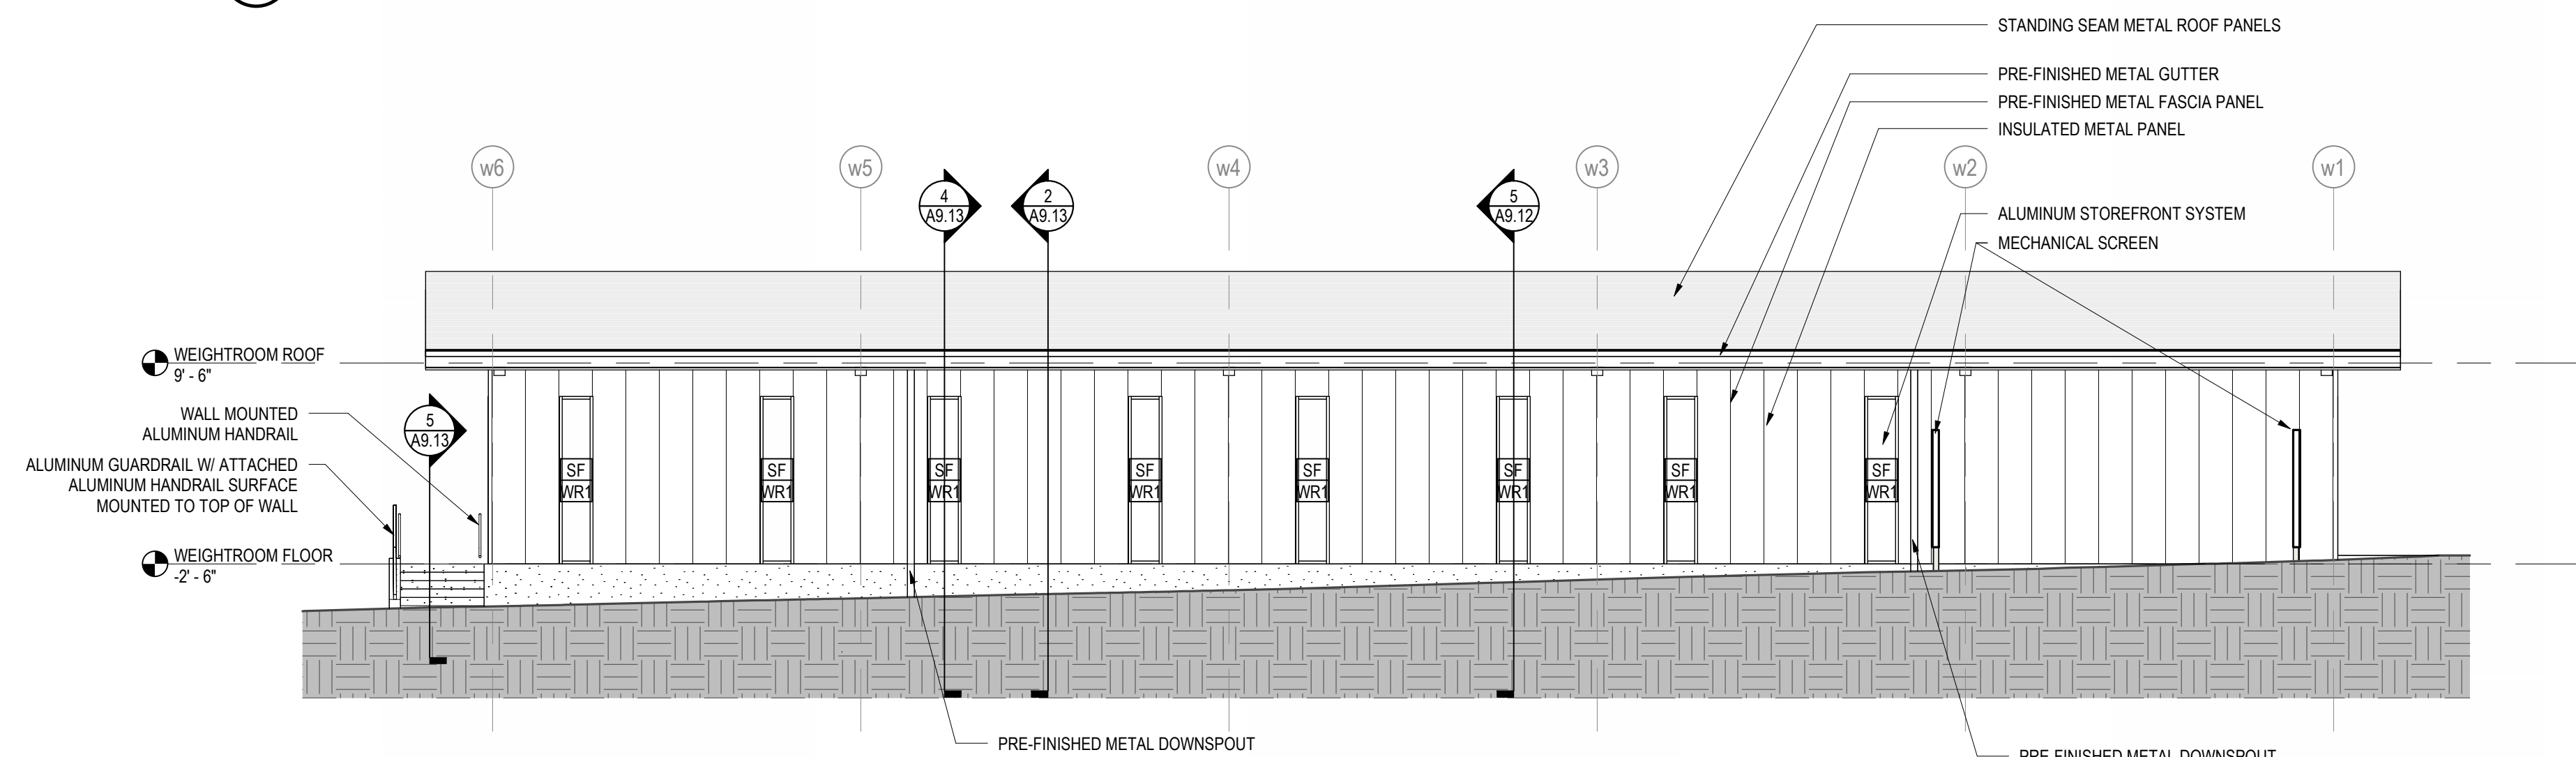 STANDING SEAM METAL ROOF PANELS
PRE-FINISHED METAL GUTTER
PRE-FINISHED METAL FASCIA PANEL
INSULATED METAL PANEL
w6
w5
w4
w3
w2
w1
4
A9.13
2
A9.13
5
A9.12
ALUMINUM STOREFRONT SYSTEM
MECHANICAL SCREEN
WEIGHTROOM ROOF
9' - 6"
WALL MOUNTED
ALUMINUM HANDRAIL
5
A9.13
ALUMINUM GUARDRAIL W/ ATTACHED
ALUMINUM HANDRAIL SURFACE
MOUNTED TO TOP OF WALL
SF
WR1
SF
WR1
SF
WR1
SF
WR1
SF
WR1
SF
WR1
SF
WR1
SF
WR1
WEIGHTROOM FLOOR
-2' - 6"
PRE-FINISHED METAL DOWNSPOUT
PRE-FINISHED METAL DOWNSPOUT